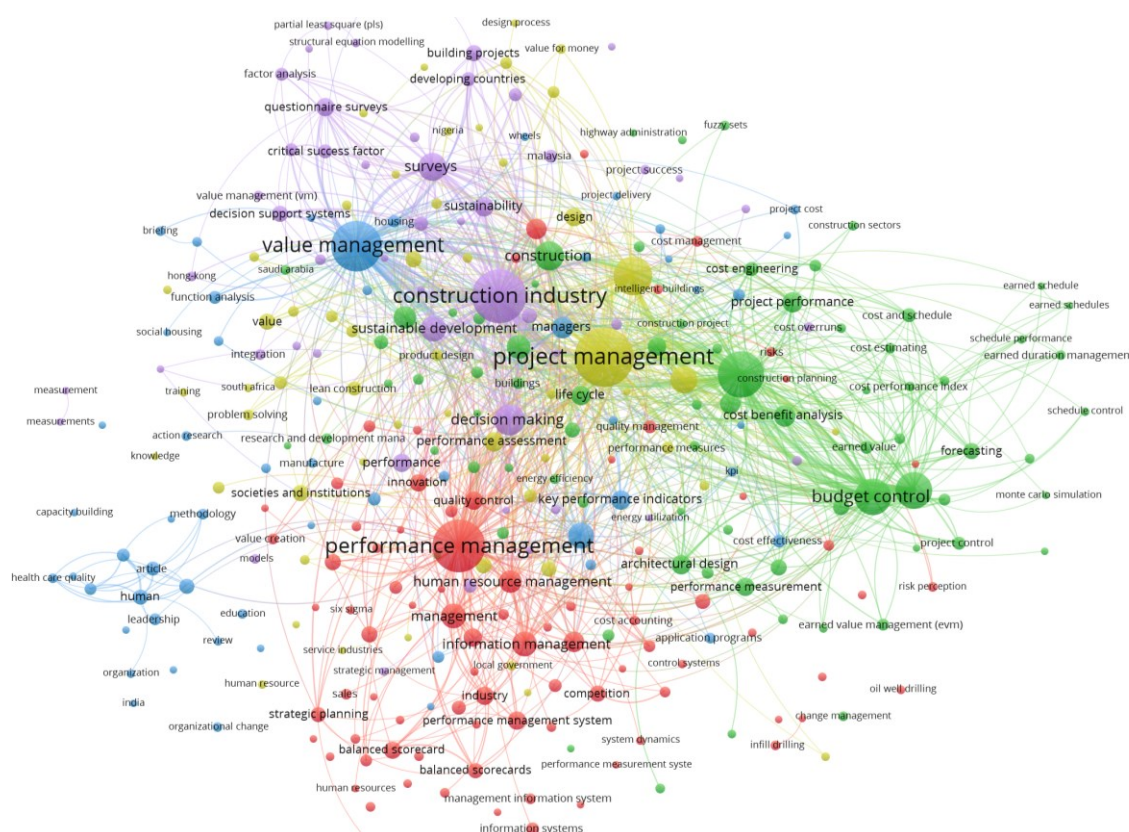 partial least square (pls)
design process
structural equation modelling
building projects
value for money
factor analysis
developing countries
questionnaire surveys
nigeria
wheels
highway administration
fuzzy sets
critical success factor
surveys
malaysia
project success
value management (vm)
sustainability
project delivery
decision support systems
housing
design
project cost
briefing
value management
cost management
construction sectors
saudi arabia
construction
cost engineering
hong-kong
function analysis
construction industry
intelligent buildings
earned schedule
project performance
earned schedules
value
sustainable development
managers
construction project
cost and schedule
social housing
cost overruns
schedule performance
integration
product design
project management
risks
cost estimating
earned duration management
buildings
construction planning
measurement
training
south africa
lean construction
life cycle
cost performance index
problem solving
decision making
cost benefit analysis
schedule control
measurements
quality management
action research
research and development mana
performance assessment
performance measures
earned value
forecasting
knowledge
manufacture
performance
energy efficiency
kpi
innovation
societies and institutions
quality control
key performance indicators
budget control
monte carlo simulation
capacity building
methodology
energy utilization
value creation
performance management
cost effectiveness
project control
models
architectural design
article
health care quality
human resource management
performance measurement
risk perception
human
leadership
education
six sigma
management
cost accounting
earned value management (evm)
review
information management
application programs
service industries
local government
control systems
organization
strategic management
human resource
sales
industry
competition
oil well drilling
india
strategic planning
organizational change
performance management system
change management
system dynamics
infill drilling
balanced scorecard
balanced scorecards
performance measurement syste
human resources
management information system
information systems